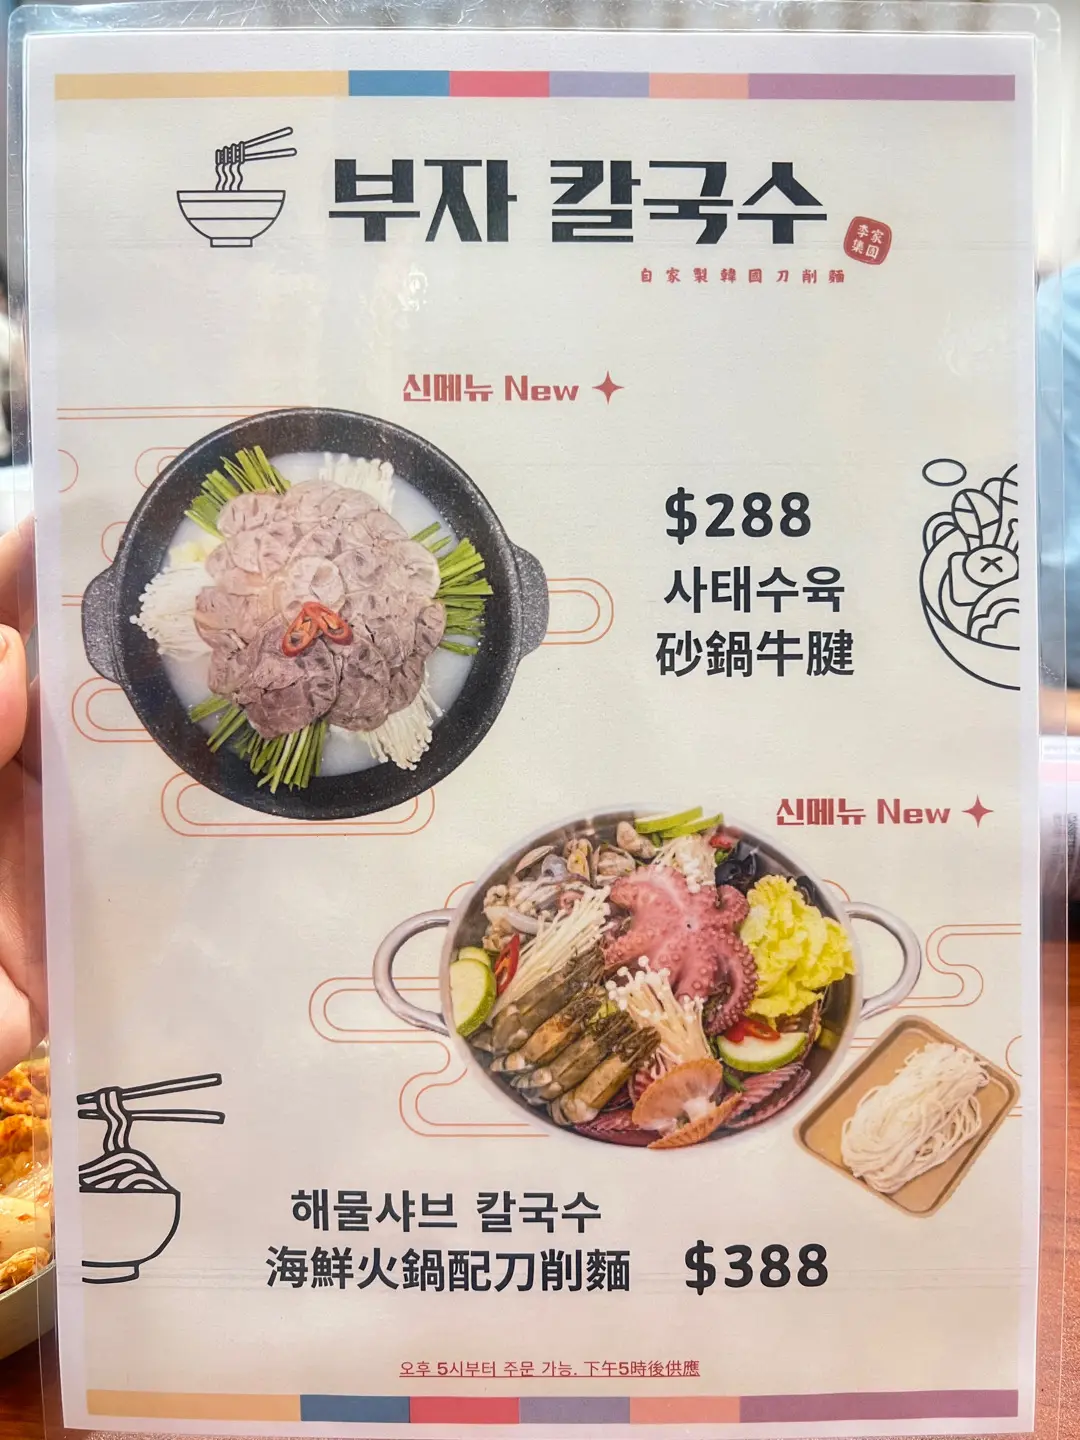 부자 칼국수
李家
集團
自家製韓國刀削麵
신메뉴 New
$288
사태수육
砂鍋牛腱
신메뉴 New
해물샤브 칼국수
海鮮火鍋配刀削麵 $388
오후 5시부터 주문 가능. 下午5時後供應